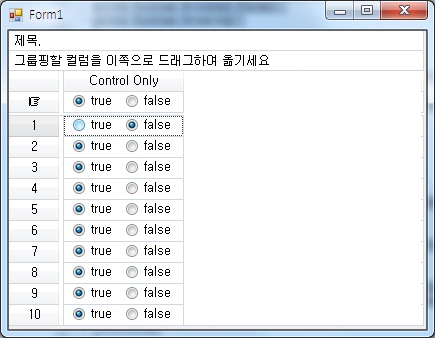 Form1
제목.
그룹핑할 컬럼을 이쪽으로 드래그하여 옮기세요
Control Only
true false
1 true false
2 true false
3 true false
4 true false
5 true false
6 true false
7 true false
8 true false
9 true false
10 true false